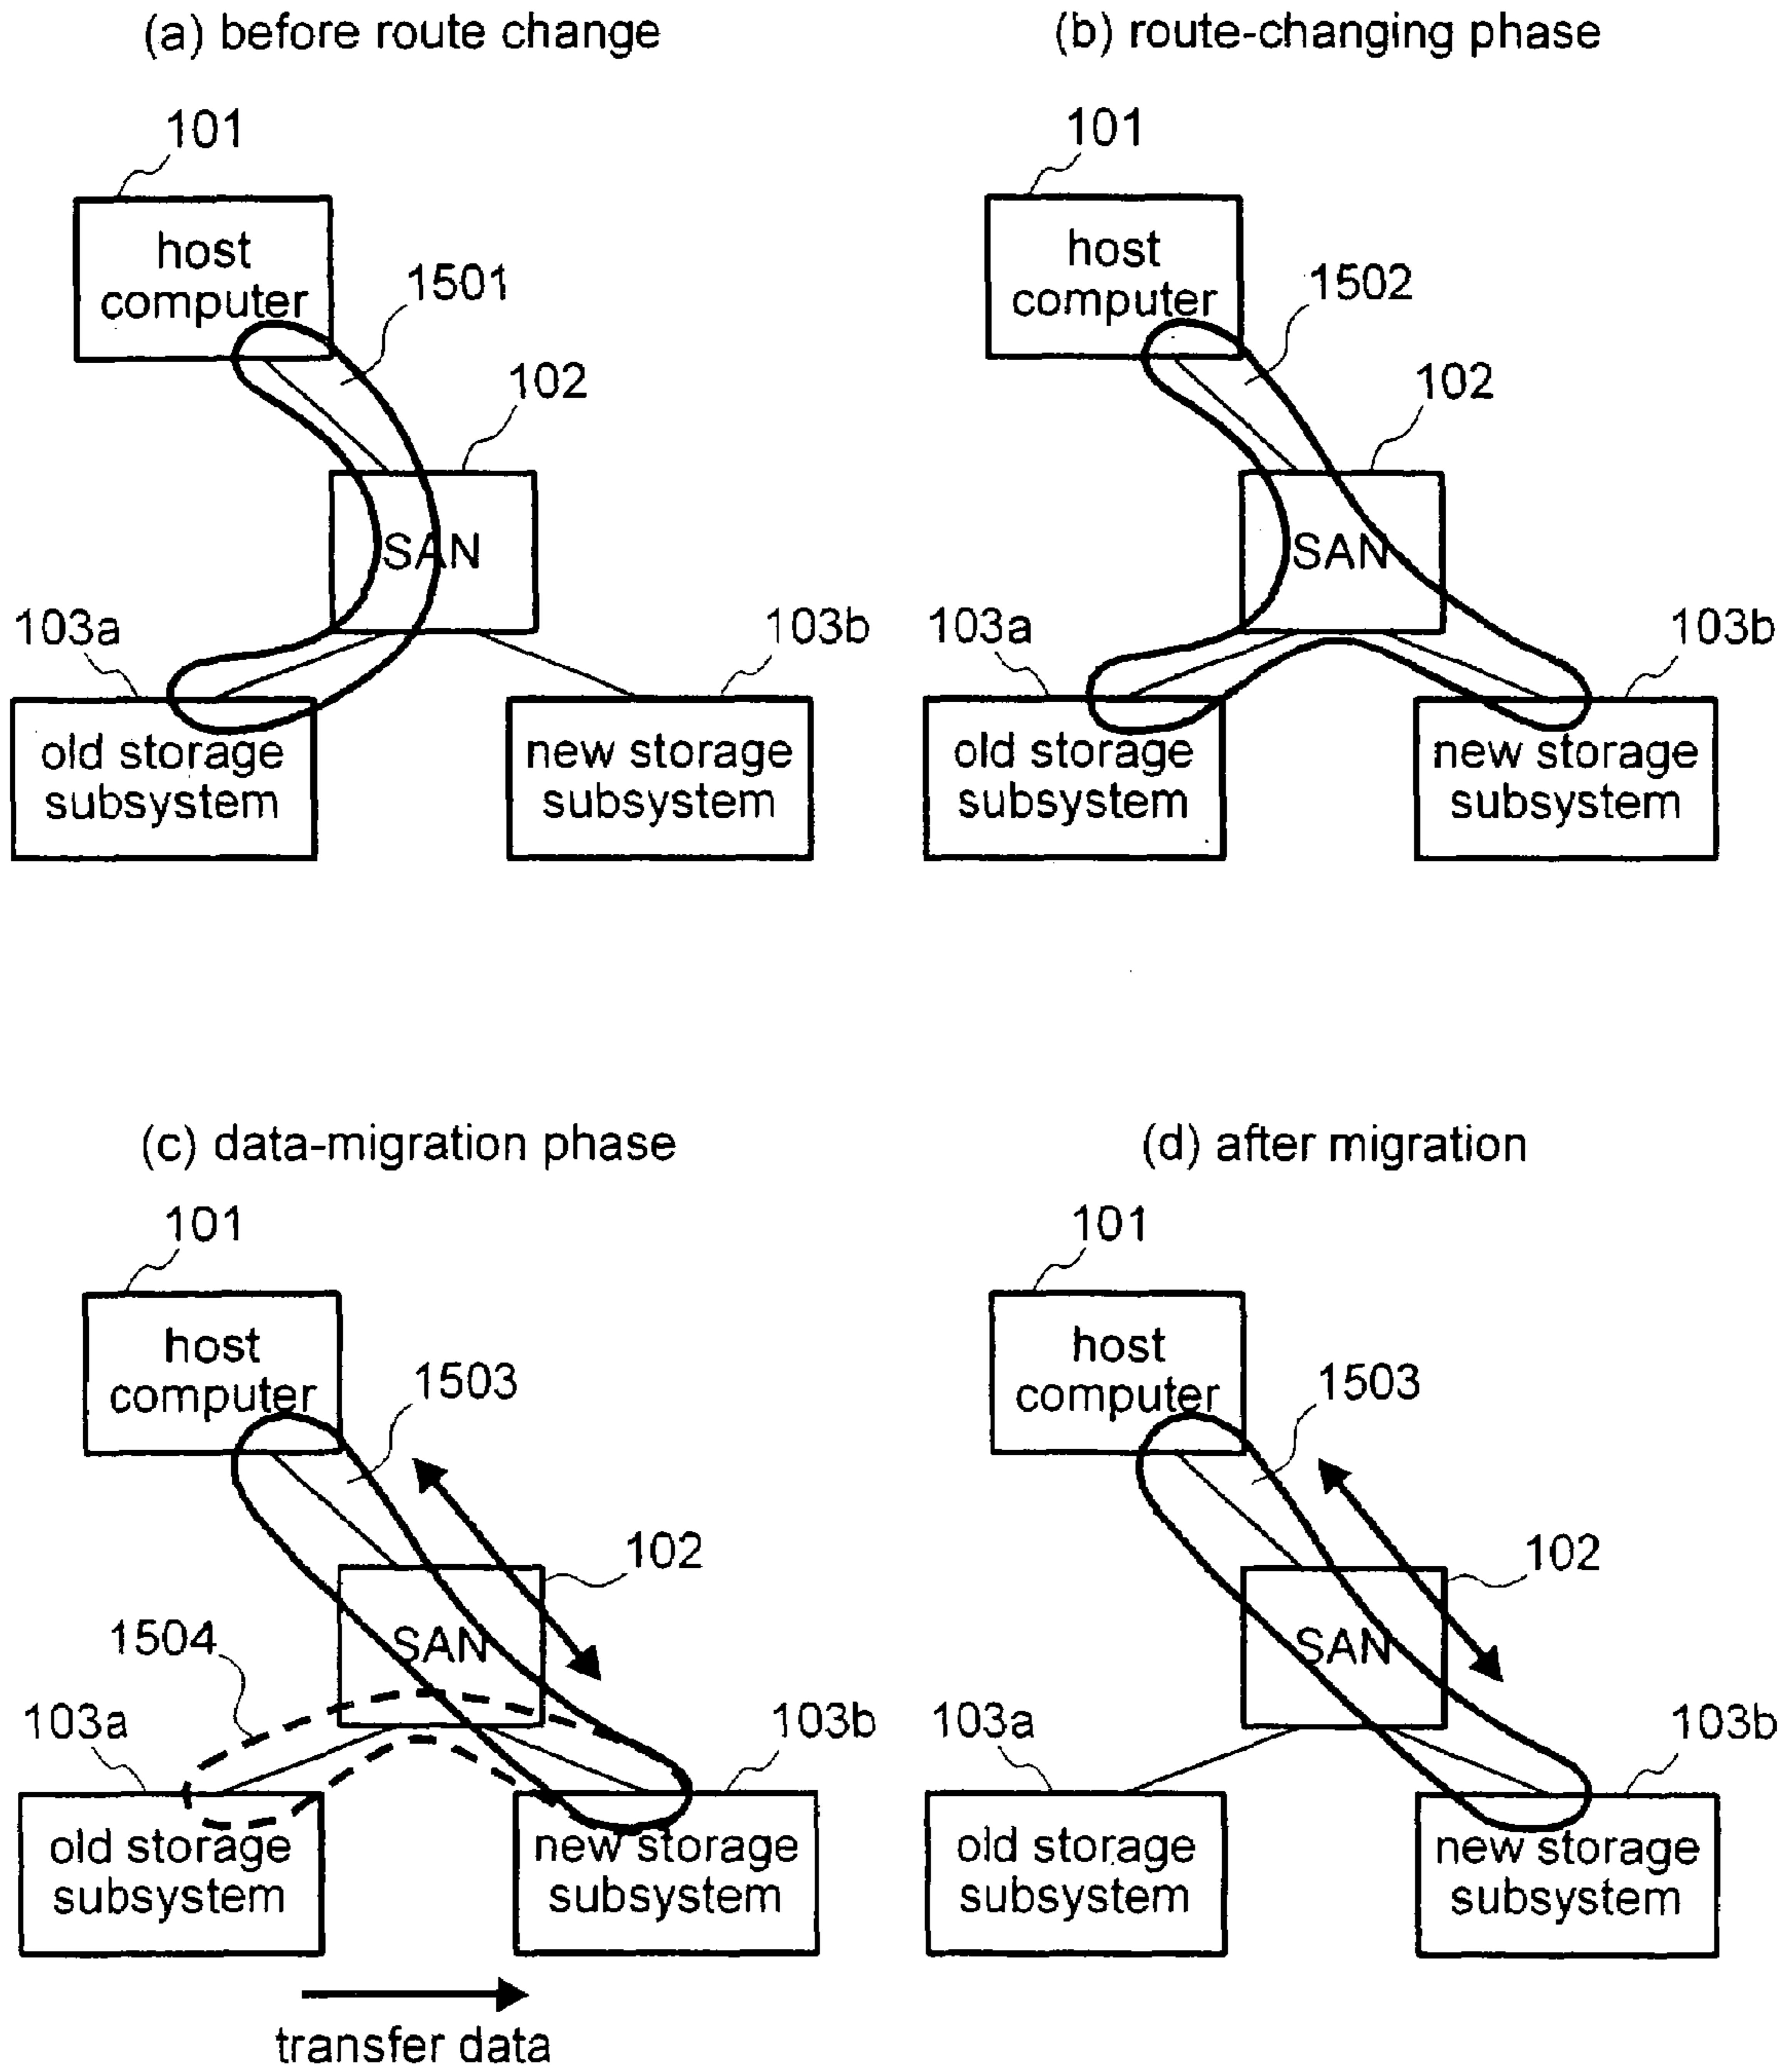 (a) before route change
101
host
computer
1501
102
SAN
103a
103b
old storage
subsystem
new storage
subsystem
(b) route-changing phase
101
host
computer
1502
102
SAN
103a
103b
old storage
subsystem
new storage
subsystem
(c) data-migration phase
101
host
computer
1503
102
1504
SAN
103a
103b
old storage
subsystem
new storage
subsystem
transfer data
(d) after migration
101
host
computer
1503
102
SAN
103a
103b
old storage
subsystem
new storage
subsystem